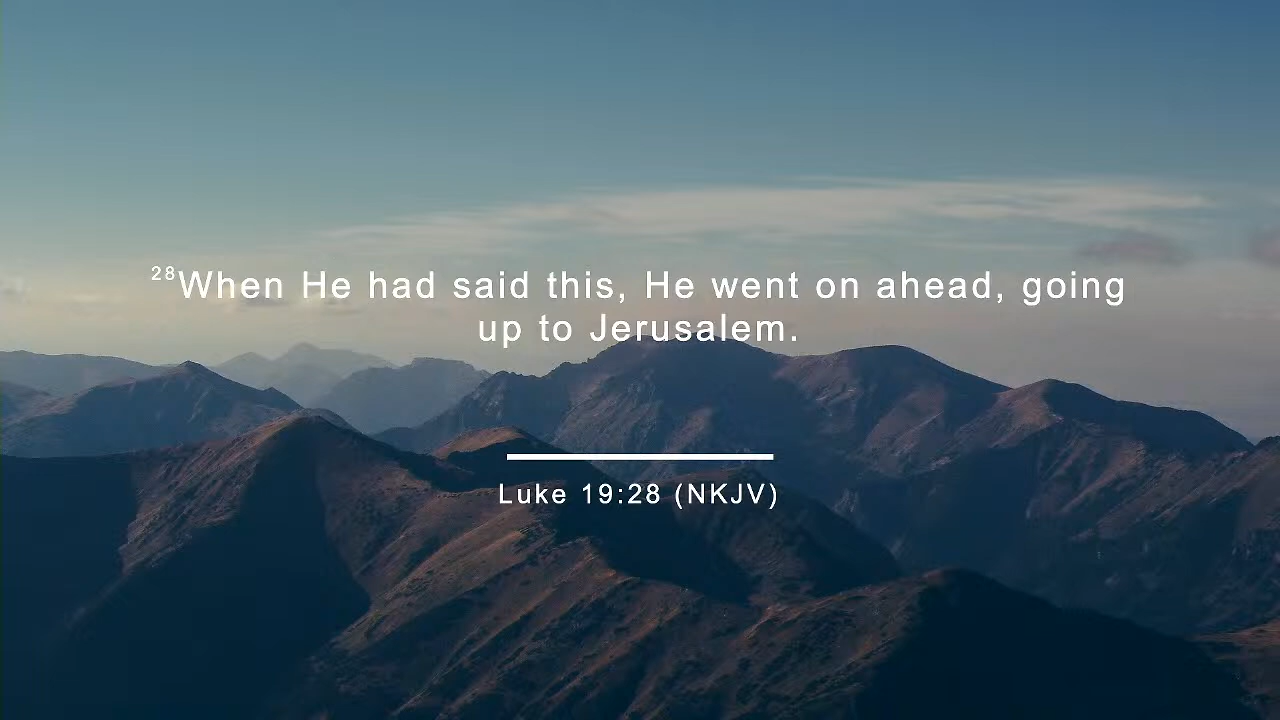 ²⁸When He had said this, He went on ahead, going
up to Jerusalem.
Luke 19:28 (NKJV)